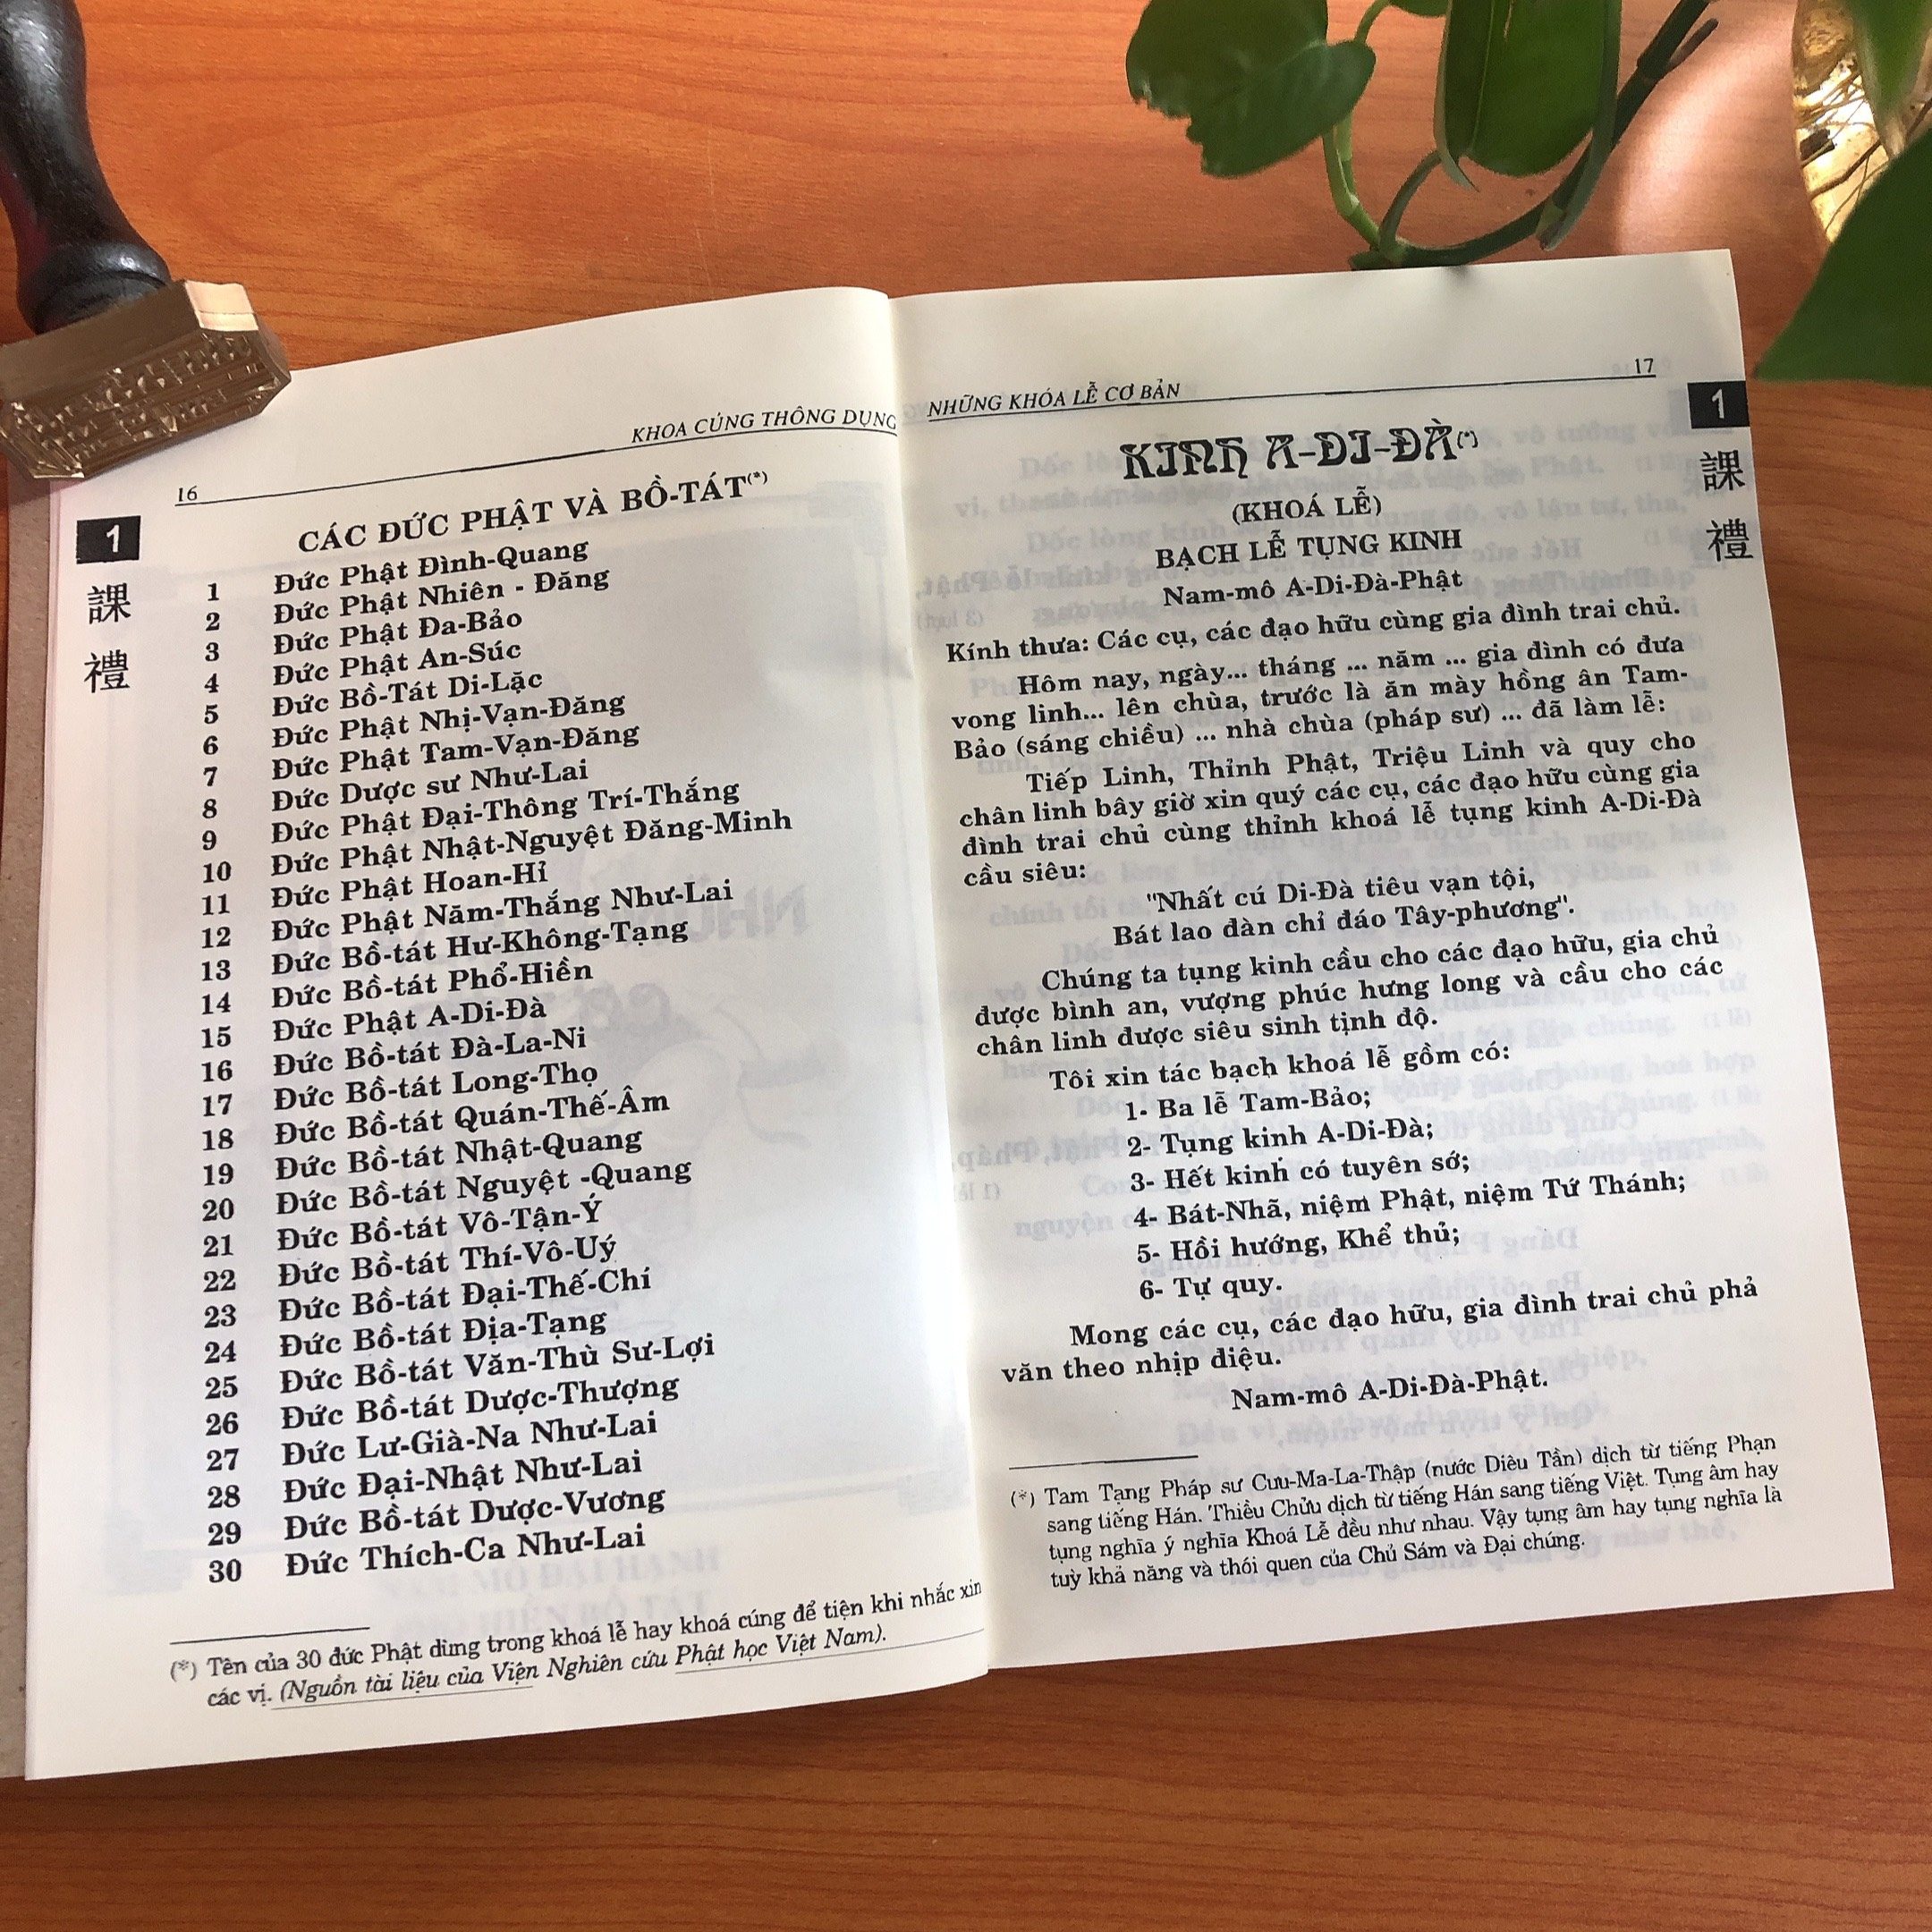 KHOA CÚNG THÔNG DỤNG
16
1
課
禮
CÁC ĐỨC PHẬT VÀ BỒ-TÁT(*)
1 Đức Phật Đình-Quang
2 Đức Phật Nhiên - Đăng
3 Đức Phật Đa-Bảo
4 Đức Phật An-Súc
5 Đức Bồ-Tát Di-Lặc
6 Đức Phật Nhị-Vạn-Đăng
7 Đức Phật Tam-Vạn-Đăng
8 Đức Dược sư Như-Lai
9 Đức Phật Đại-Thông Trí-Thắng
10 Đức Phật Nhật-Nguyệt Đăng-Minh
11 Đức Phật Hoan-Hỉ
12 Đức Phật Năm-Thắng Như-Lai
13 Đức Bồ-tát Hư-Không-Tạng
14 Đức Bồ-tát Phổ-Hiền
15 Đức Phật A-Di-Đà
16 Đức Bồ-tát Đà-La-Ni
17 Đức Bồ-tát Long-Thọ
18 Đức Bồ-tát Quán-Thế-Âm
19 Đức Bồ-tát Nhật-Quang
20 Đức Bồ-tát Nguyệt -Quang
21 Đức Bồ-tát Vô-Tận-Ý
22 Đức Bồ-tát Thí-Vô-Uý
23 Đức Bồ-tát Đại-Thế-Chí
24 Đức Bồ-tát Địa-Tạng
25 Đức Bồ-tát Văn-Thù Sư-Lợi
26 Đức Bồ-tát Dược-Thượng
27 Đức Lư-Già-Na Như-Lai
28 Đức Đại-Nhật Như-Lai
29 Đức Bồ-tát Dược-Vương
30 Đức Thích-Ca Như-Lai
(*) Tên của 30 đức Phật dùng trong khoá lễ hay khoá cúng để tiện khi nhắc xin
các vị. (Nguồn tài liệu của Viện Nghiên cứu Phật học Việt Nam).
NHỮNG KHÓA LỄ CƠ BẢN
17
1
課
禮
KINH A-DI-ĐÀ(*)
(KHOÁ LỄ)
BẠCH LỄ TỤNG KINH
Nam-mô A-Di-Đà-Phật
Kính thưa: Các cụ, các đạo hữu cùng gia đình trai chủ.
Hôm nay, ngày... tháng ... năm ... gia đình có đưa
vong linh... lên chùa, trước là ăn mày hồng ân Tam-
Bảo (sáng chiều) ... nhà chùa (pháp sư) ... đã làm lễ:
Tiếp Linh, Thỉnh Phật, Triệu Linh và quy cho
chân linh bây giờ xin quý các cụ, các đạo hữu cùng gia
đình trai chủ cùng thỉnh khoá lễ tụng kinh A-Di-Đà
cầu siêu:
"Nhất cú Di-Đà tiêu vạn tội,
Bát lao đàn chỉ đáo Tây-phương".
Chúng ta tụng kinh cầu cho các đạo hữu, gia chủ
được bình an, vượng phúc hưng long và cầu cho các
chân linh được siêu sinh tịnh độ.
Tôi xin tác bạch khoá lễ gồm có:
1- Ba lễ Tam-Bảo;
2- Tụng kinh A-Di-Đà;
3- Hết kinh có tuyên sớ;
4- Bát-Nhã, niệm Phật, niệm Tứ Thánh;
5- Hồi hướng, Khể thủ;
6- Tự quy.
Mong các cụ, các đạo hữu, gia đình trai chủ phả
văn theo nhịp điệu.
Nam-mô A-Di-Đà-Phật.
(*) Tam Tạng Pháp sư Cưu-Ma-La-Thập (nước Diêu Tần) dịch từ tiếng Phạn
sang tiếng Hán. Thiều Chửu dịch từ tiếng Hán sang tiếng Việt. Tụng âm hay
tụng nghĩa ý nghĩa Khoá Lễ đều như nhau. Vậy tụng âm hay tụng nghĩa là
tuỳ khả năng và thói quen của Chủ Sám và Đại chúng.